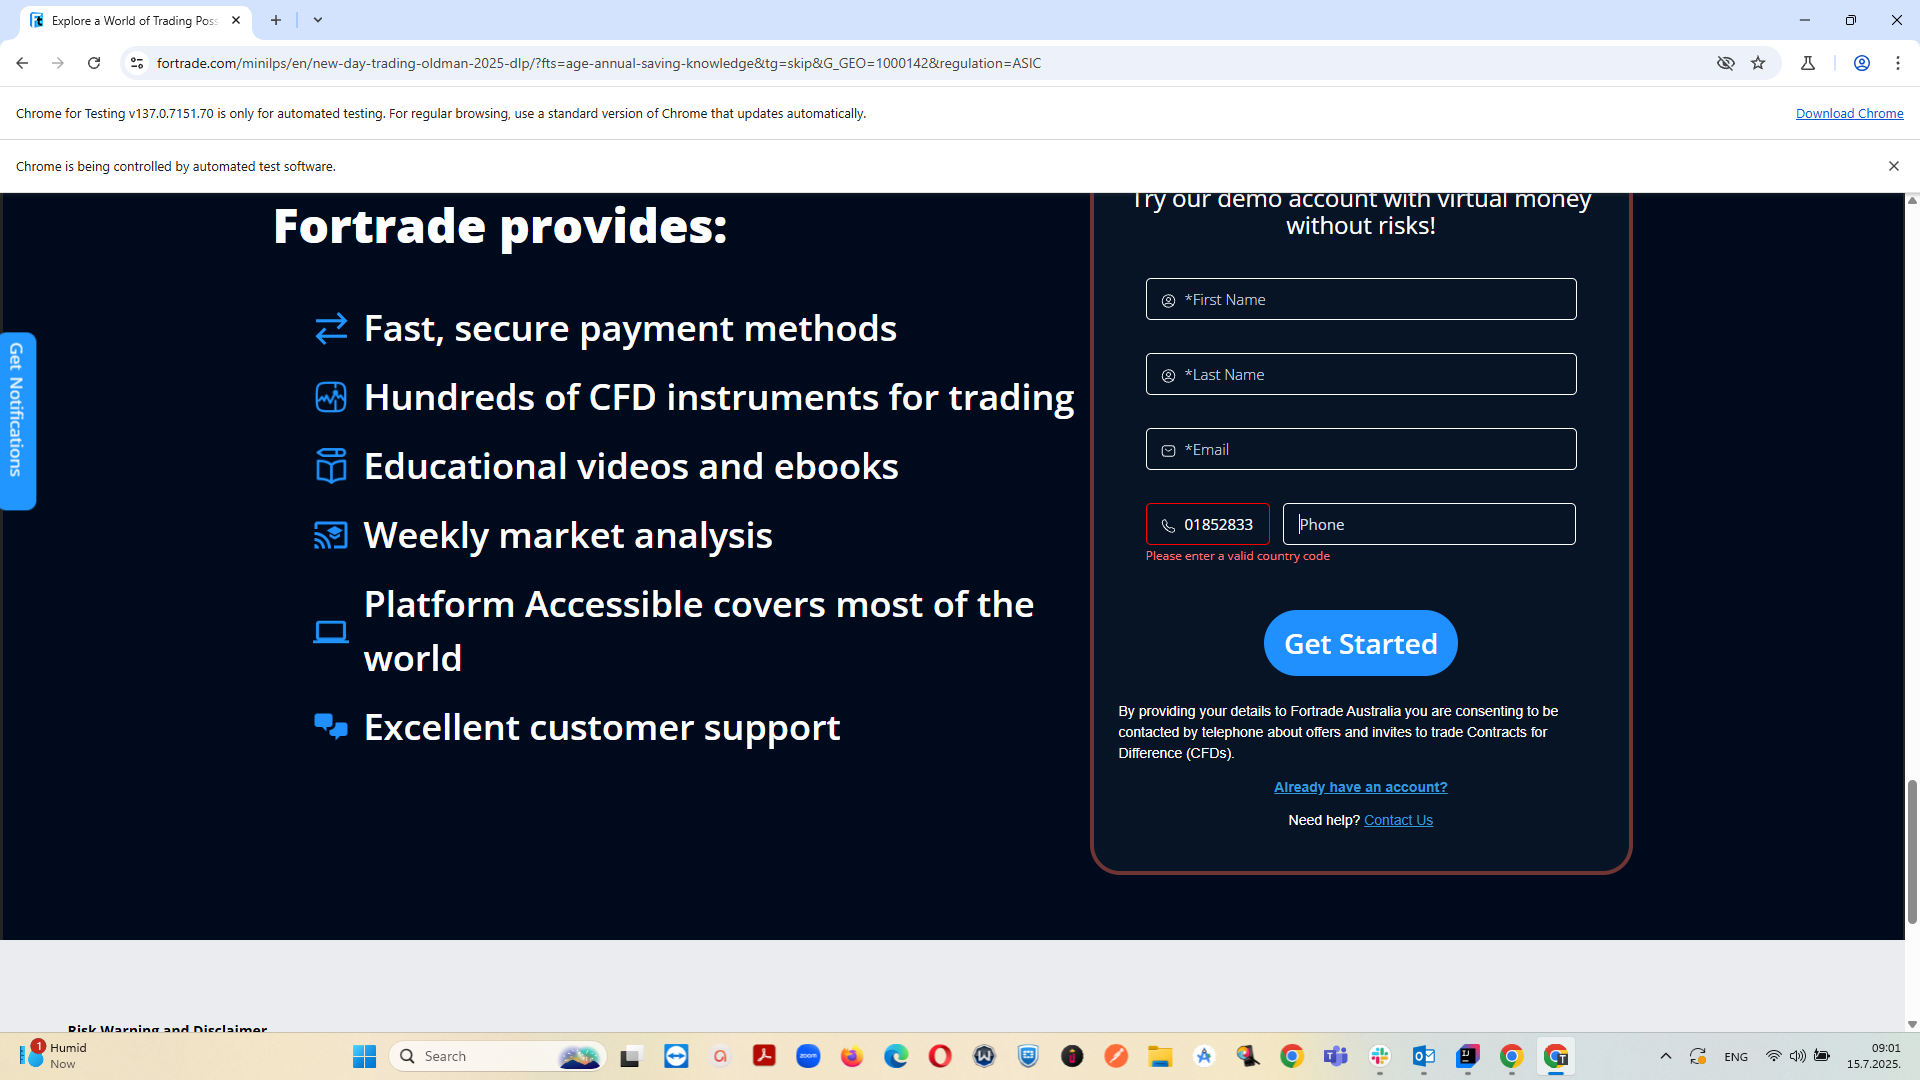 Explore a World of Trading Poss
fortrade.com/minilps/en/new-day-trading-oldman-2025-dlp/?fts=age-annual-saving-knowledge&tg=skip&G_GEO=1000142&regulation=ASIC
Chrome for Testing v137.0.7151.70 is only for automated testing. For regular browsing, use a standard version of Chrome that updates automatically.
Download Chrome
Chrome is being controlled by automated test software.
Get Notifications
Fortrade provides:
Fast, secure payment methods
Hundreds of CFD instruments for trading
Educational videos and ebooks
Weekly market analysis
Platform Accessible covers most of the
world
Excellent customer support
Try our demo account with virtual money
without risks!
*First Name
*Last Name
*Email
01852833
Phone
Please enter a valid country code
Get Started
By providing your details to Fortrade Australia you are consenting to be
contacted by telephone about offers and invites to trade Contracts for
Difference (CFDs).
Already have an account?
Need help? Contact Us
Risk Warning and Disclaimer
1
Humid
Now
Search
zoom
ENG
09:01
15.7.2025.